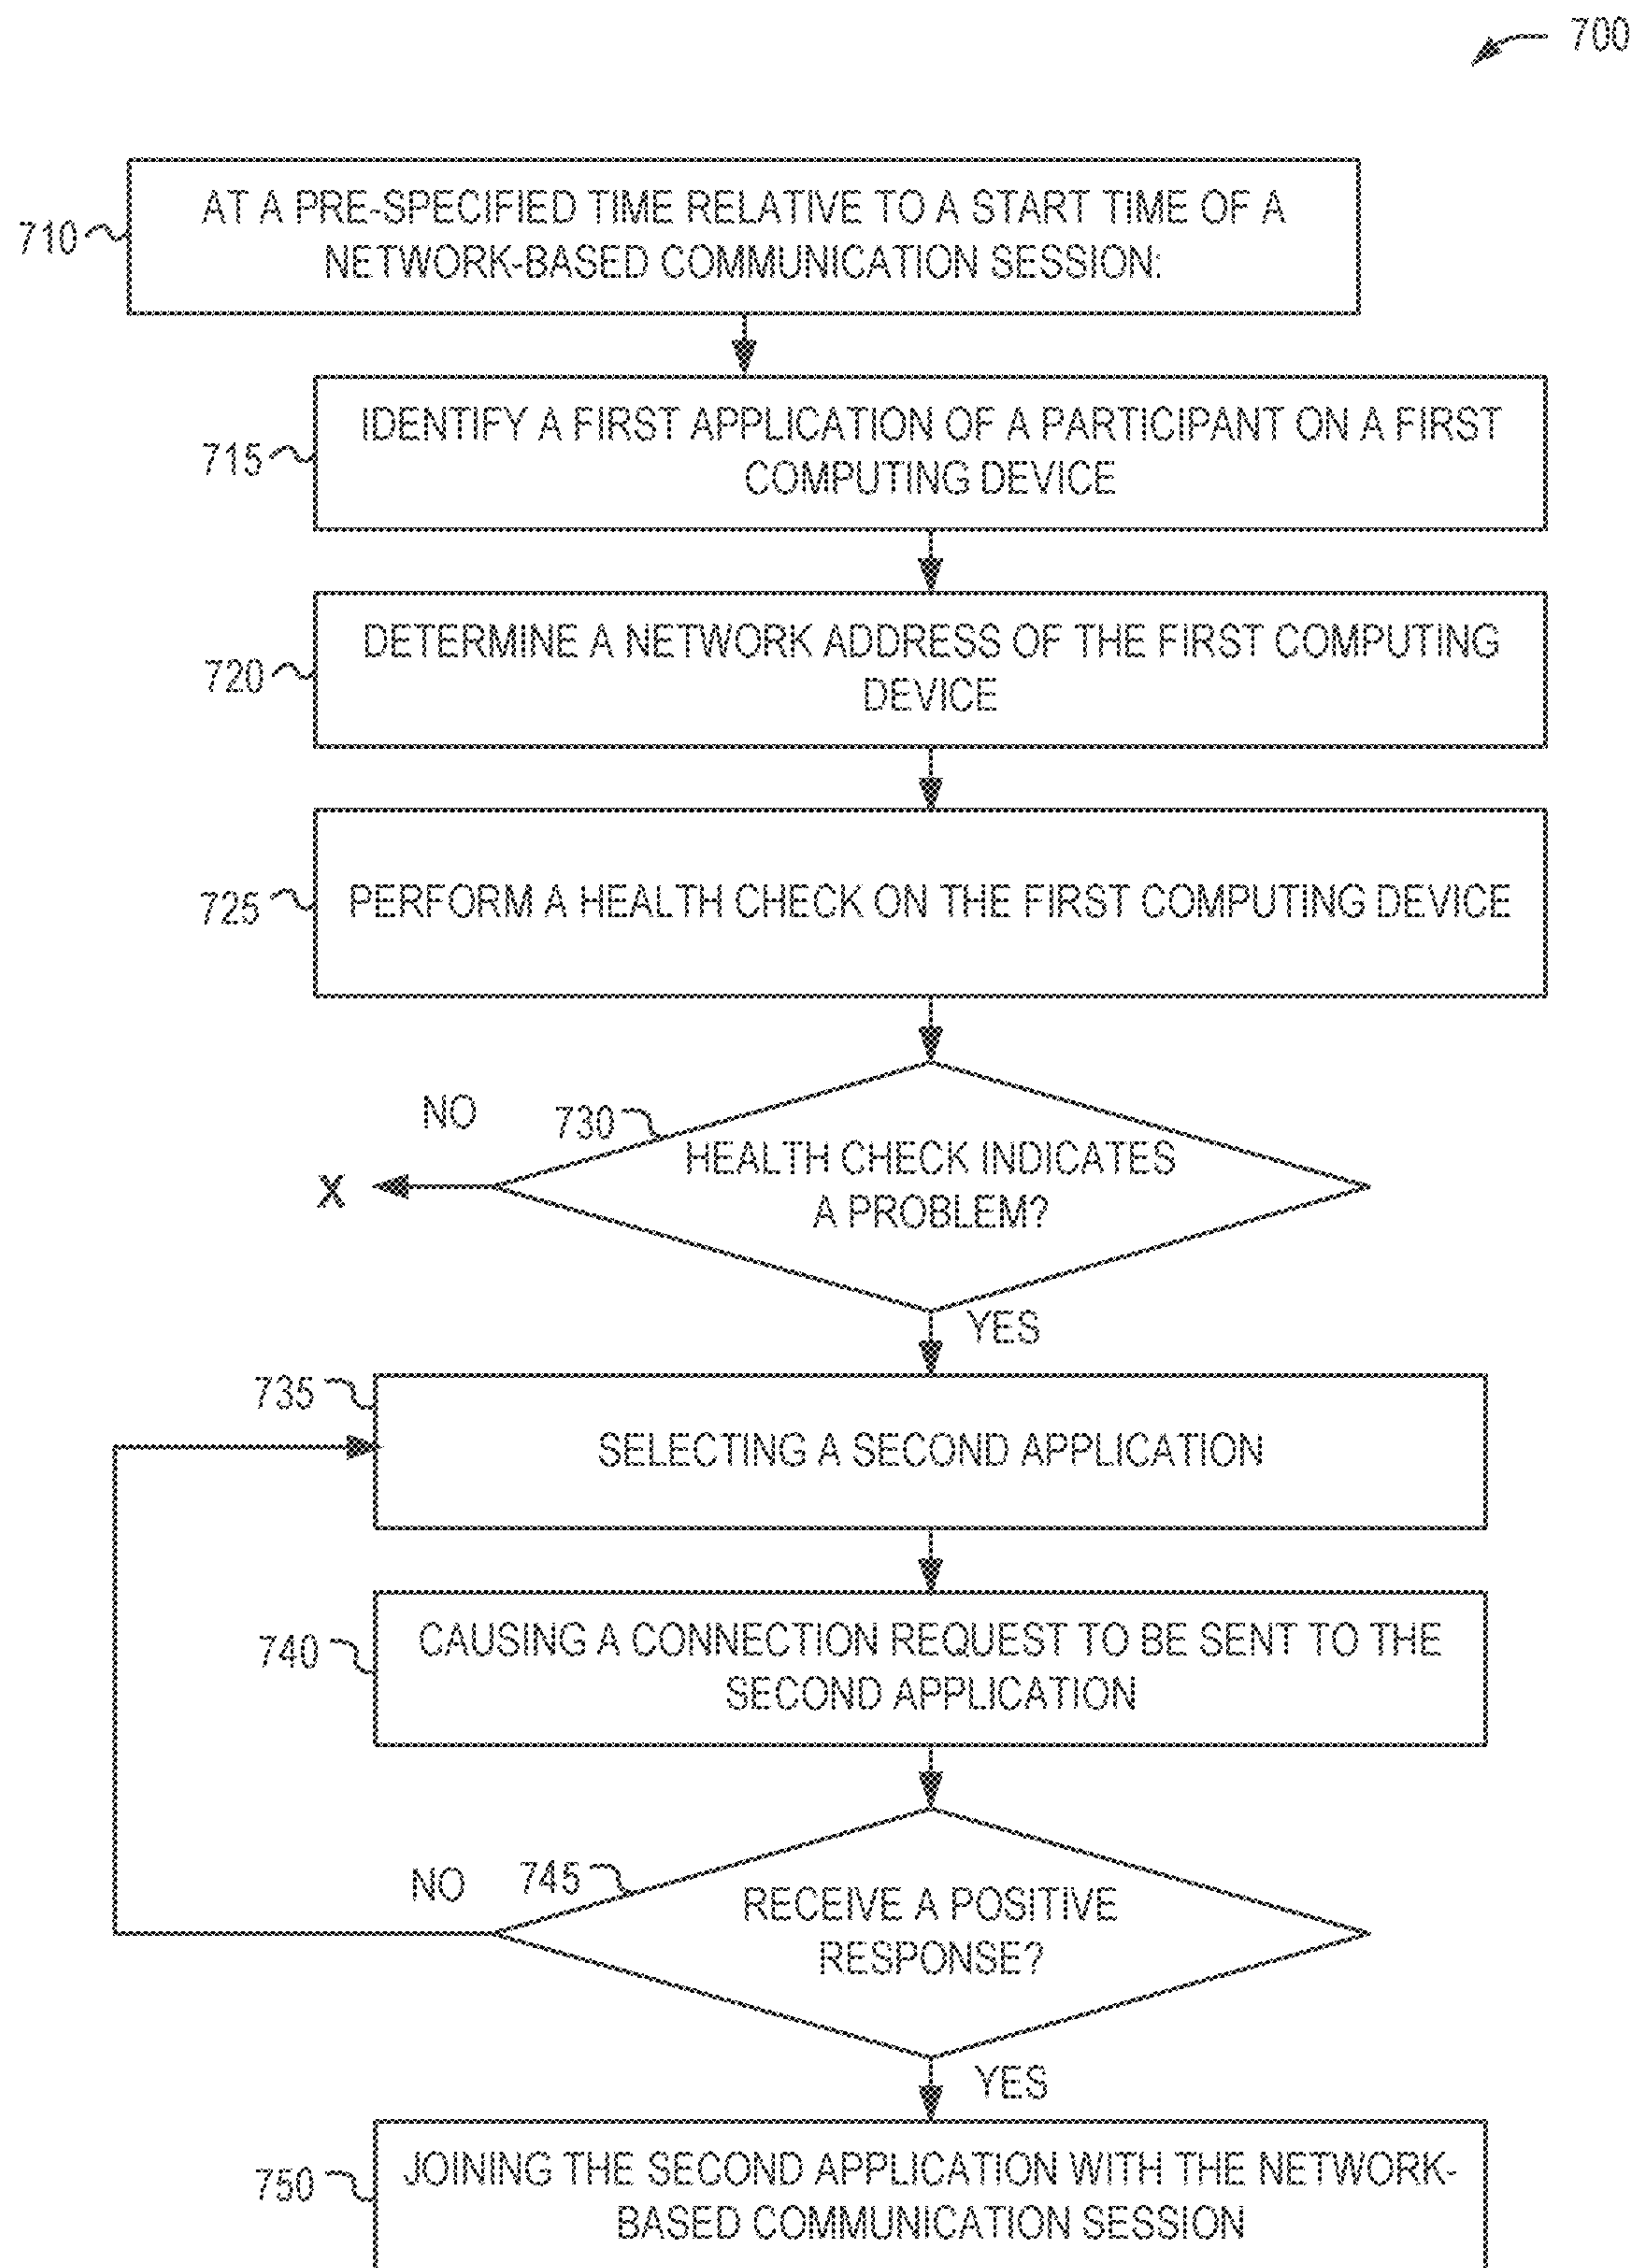 700
710
AT A PRE-SPECIFIED TIME RELATIVE TO A START TIME OF A
NETWORK-BASED COMMUNICATION SESSION:
715
IDENTIFY A FIRST APPLICATION OF A PARTICIPANT ON A FIRST
COMPUTING DEVICE
720
DETERMINE A NETWORK ADDRESS OF THE FIRST COMPUTING
DEVICE
725
PERFORM A HEALTH CHECK ON THE FIRST COMPUTING DEVICE
NO
730
HEALTH CHECK INDICATES
A PROBLEM?
X
YES
735
SELECTING A SECOND APPLICATION
740
CAUSING A CONNECTION REQUEST TO BE SENT TO THE
SECOND APPLICATION
NO
745
RECEIVE A POSITIVE
RESPONSE?
YES
750
JOINING THE SECOND APPLICATION WITH THE NETWORK-
BASED COMMUNICATION SESSION